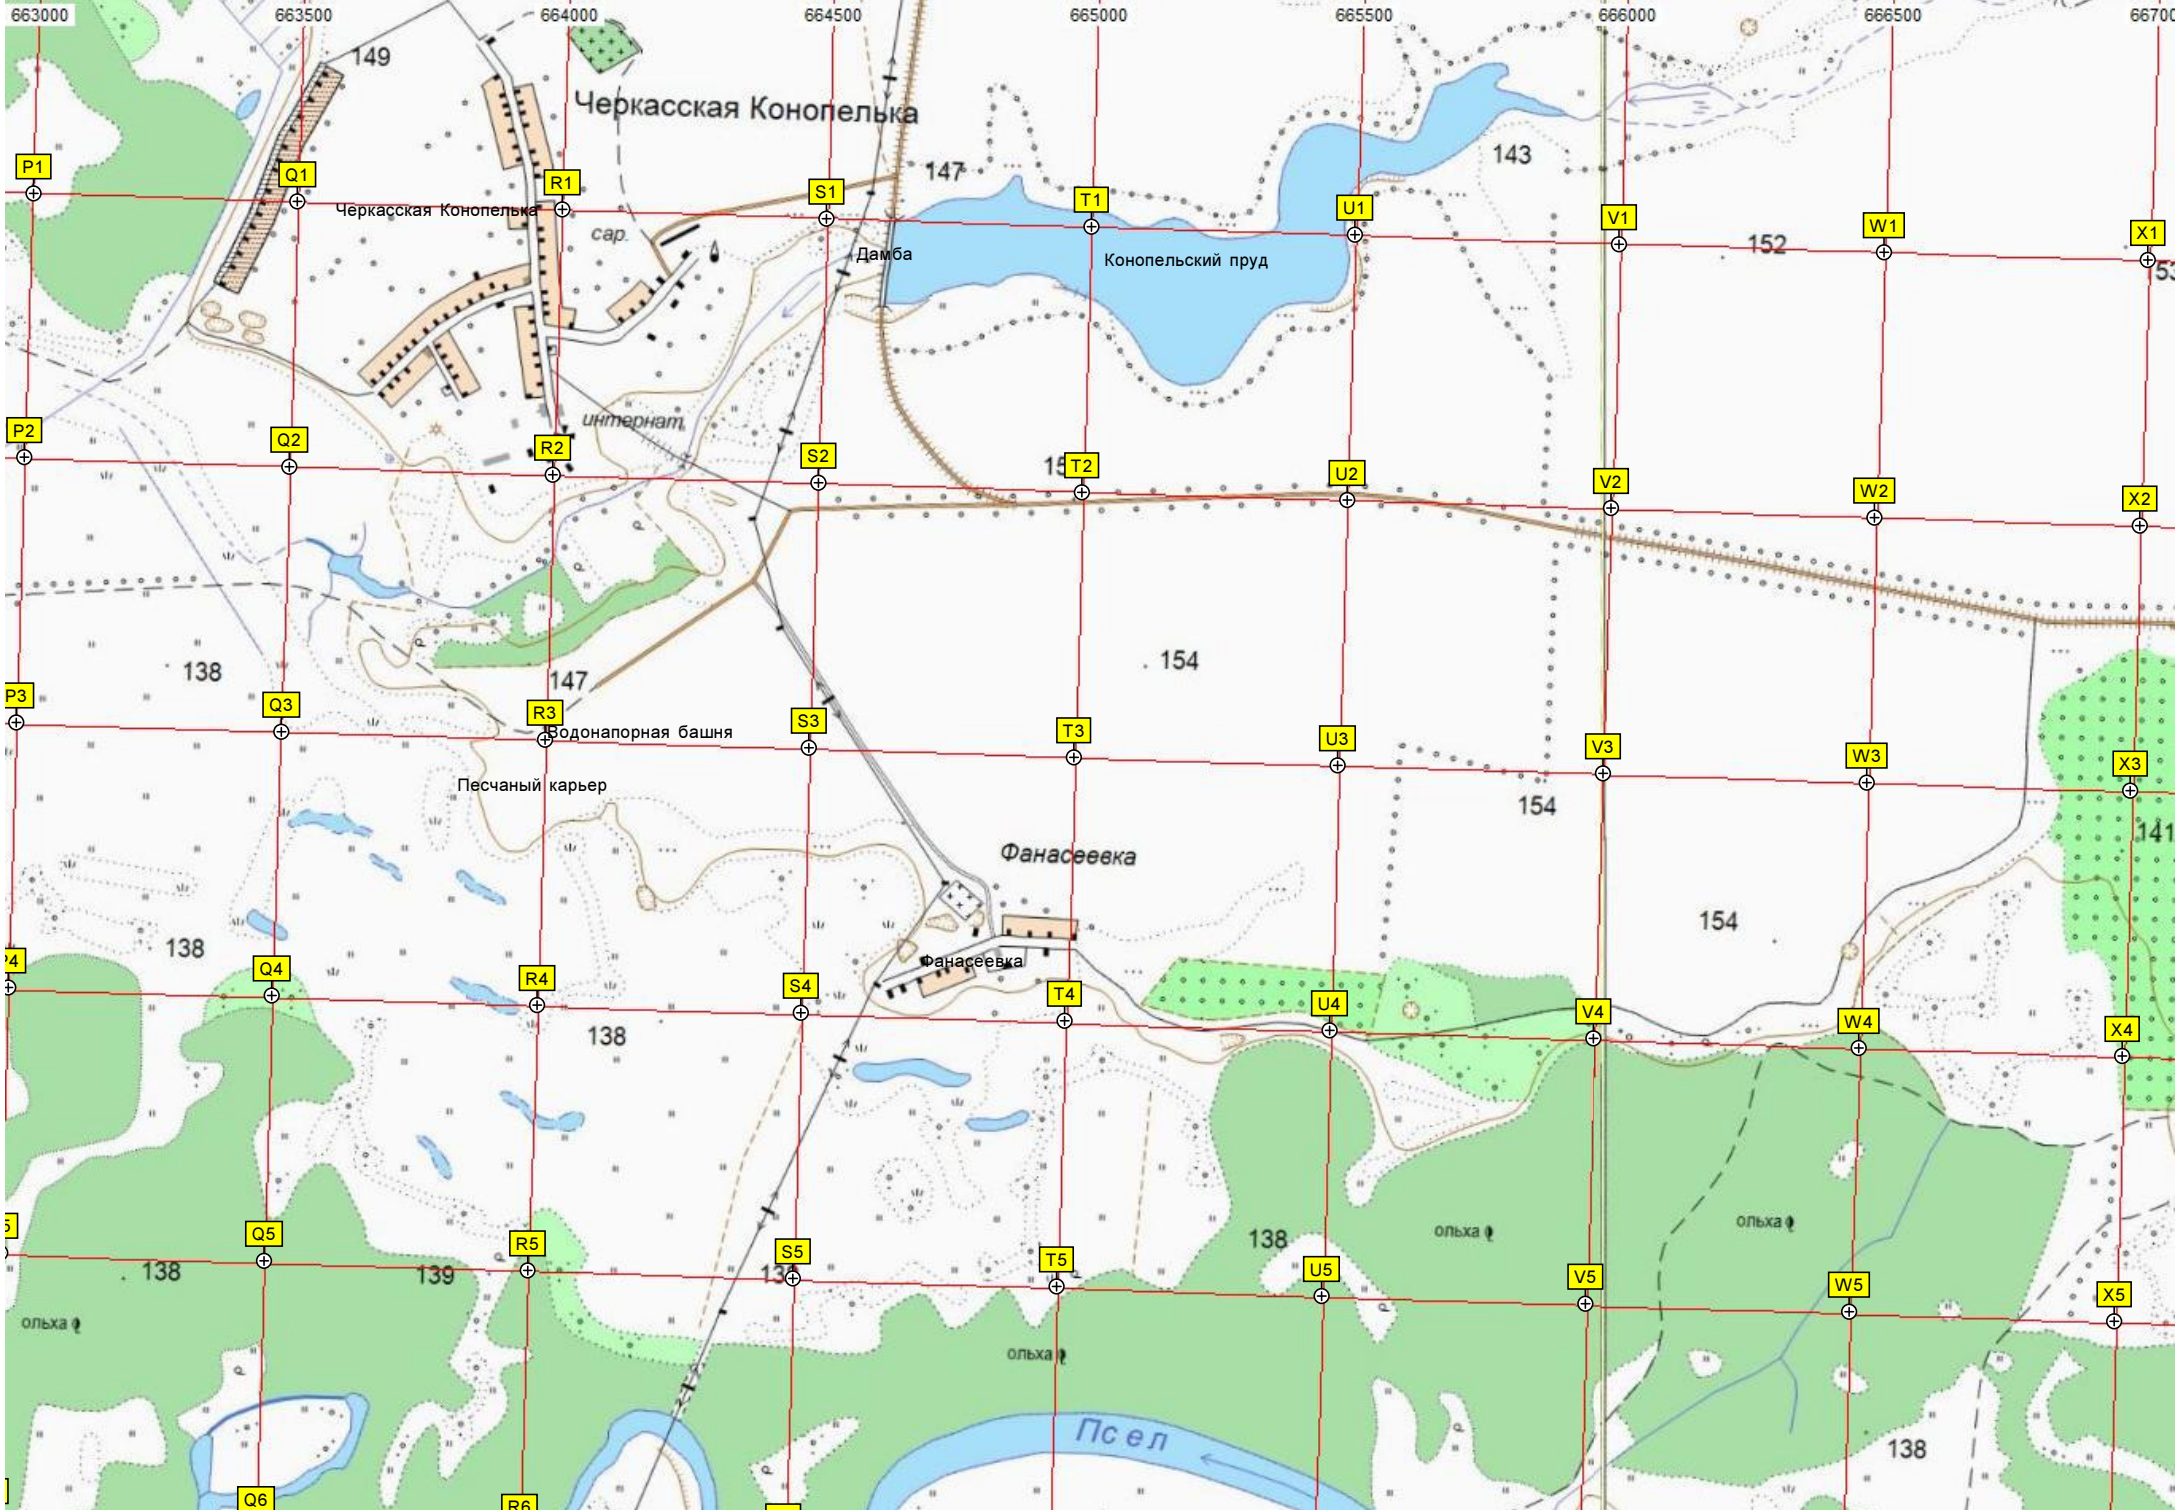 663000 663500 664000 664500 665000 665500 666000 666500
149
Черкасская Конопелька
147
143
P1 Q1 R1 S1 T1 U1 V1 W1 X1
Черкасская Конопелька
сар.
Дамба
Конопельский пруд
152
P2 Q2 R2 S2 T2 U2 V2 W2 X2
интернат
138
147
154
P3 Q3 R3 S3 T3 U3 V3 W3 X3
Водонапорная башня
Песчаный карьер
154
141
Фанасеевка
154
138
Фанасеевка
Q4 R4 S4 T4 U4 V4 W4 X4
138
138
ольха
ольха
Q5 R5 S5 T5 U5 V5 W5 X5
138
139
ольха
ольха
Псел
138
Q6 R6